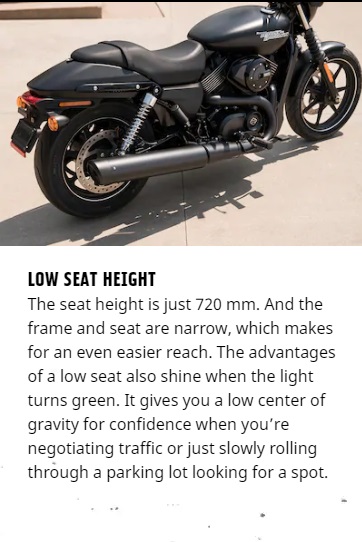 LOW SEAT HEIGHT
The seat height is just 720 mm. And the
frame and seat are narrow, which makes
for an even easier reach. The advantages
of a low seat also shine when the light
turns green. It gives you a low center of
gravity for confidence when you’re
negotiating traffic or just slowly rolling
through a parking lot looking for a spot.